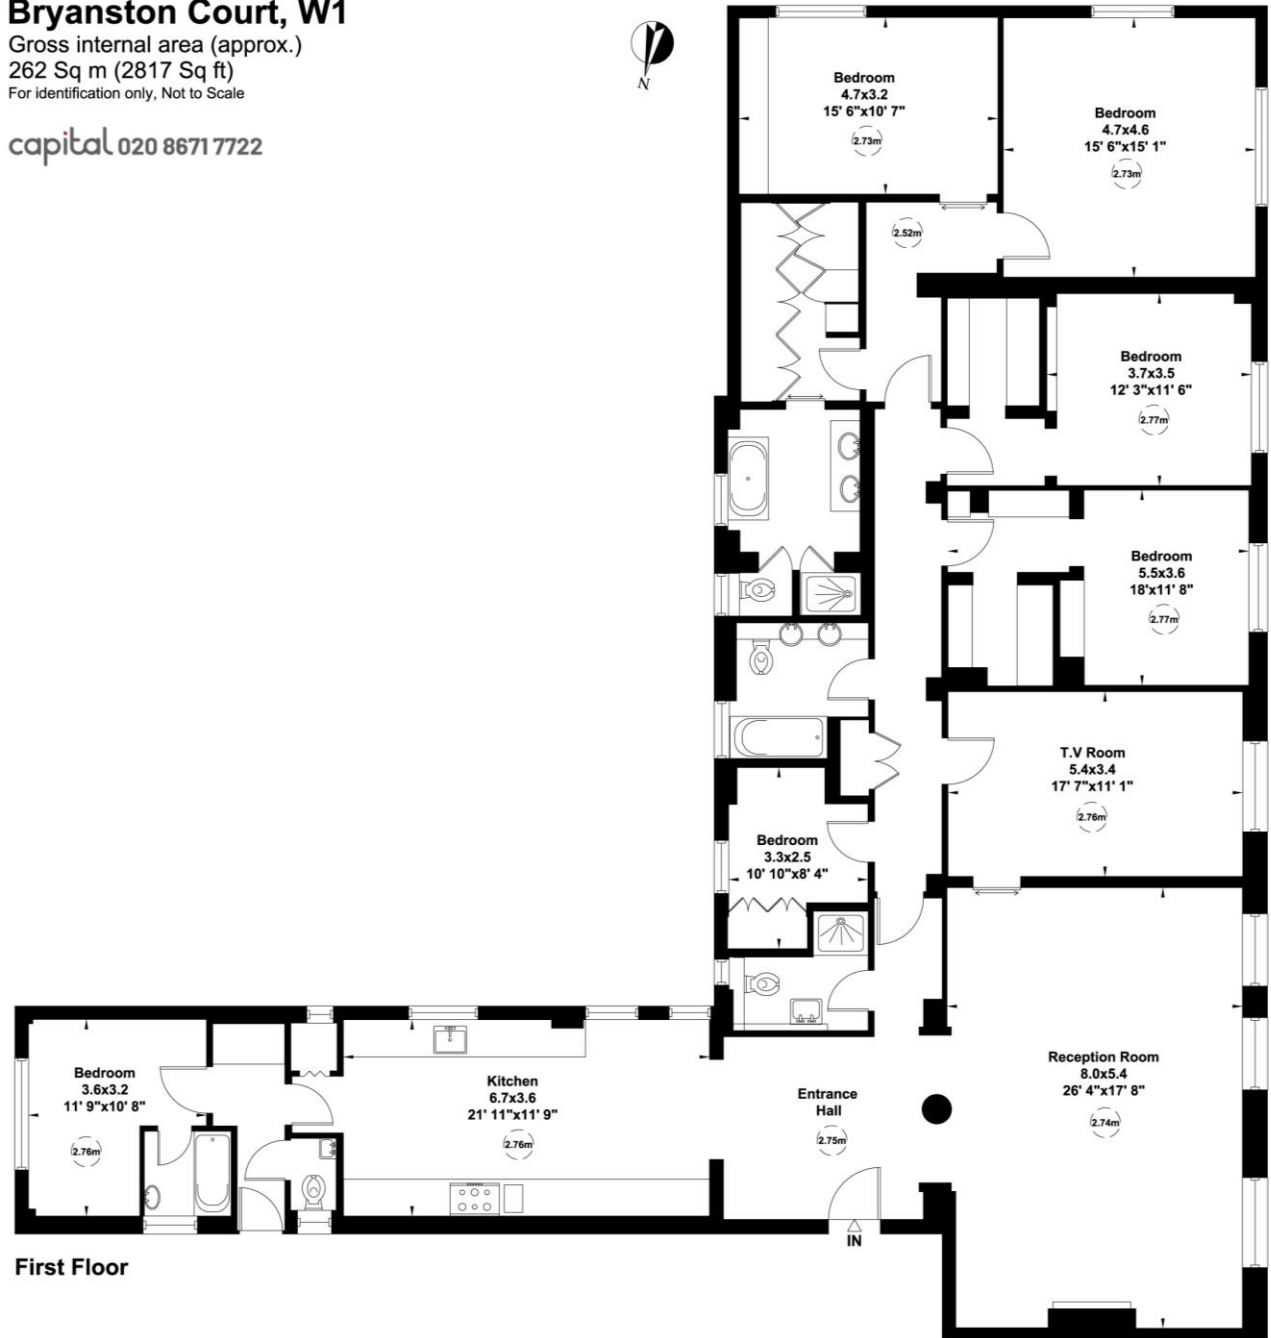 Bryanston Court, W1
Gross internal area (approx.)
262 Sq m (2817 Sq ft)
For identification only, Not to Scale
capital 020 8671 7722
N
Bedroom
4.7x3.2
15' 6"x10' 7"
2.73m
Bedroom
4.7x4.6
15' 6"x15' 1"
2.73m
2.52m
Bedroom
3.7x3.5
12' 3"x11' 6"
2.77m
Bedroom
5.5x3.6
18'x11' 8"
2.77m
T.V Room
5.4x3.4
17' 7"x11' 1"
2.76m
Bedroom
3.3x2.5
10' 10"x8' 4"
Reception Room
8.0x5.4
26' 4"x17' 8"
2.74m
Entrance
Hall
2.75m
Kitchen
6.7x3.6
21' 11"x11' 9"
2.76m
Bedroom
3.6x3.2
11' 9"x10' 8"
2.76m
IN
First Floor